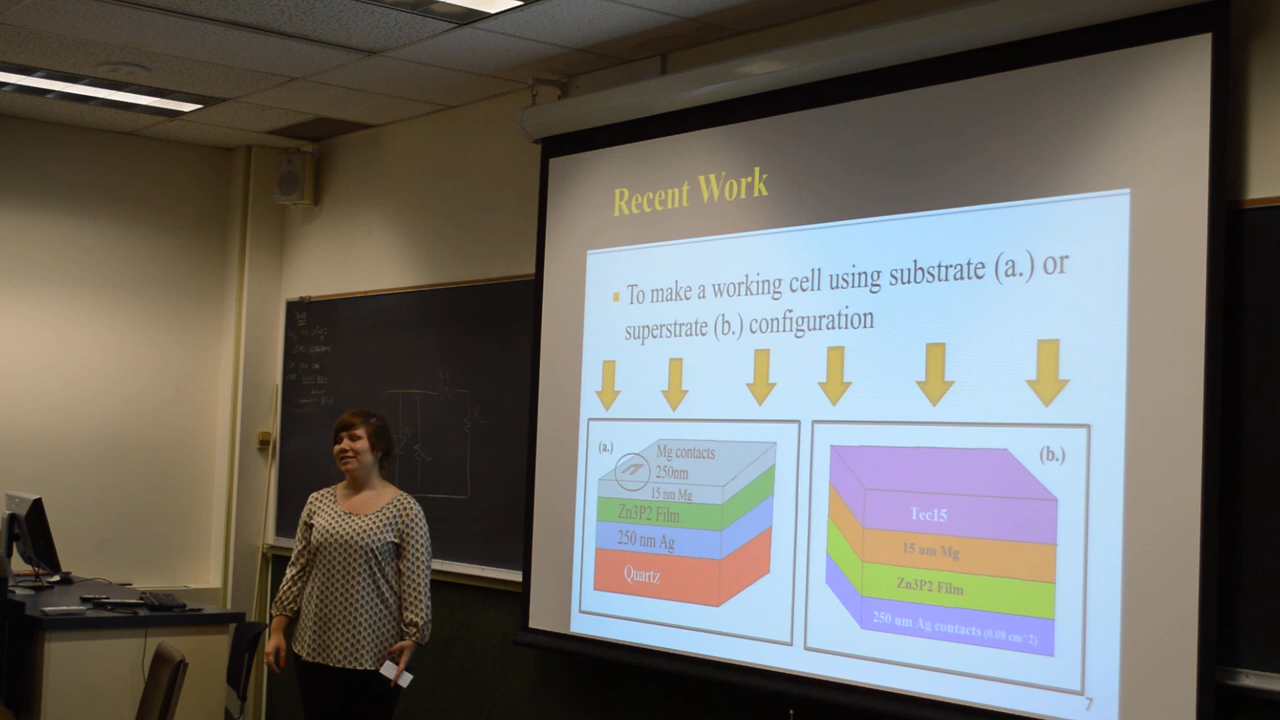 Recent Work
To make a working cell using substrate (a.) or
superstrate (b.) configuration
(a.)
Mg contacts
250nm
15 nm Mg
Zn3P2 Film
250 nm Ag
Quartz
(b.)
Tec15
15 nm Mg
Zn3P2 Film
250 nm Ag contacts (0.08 cm^2)
7